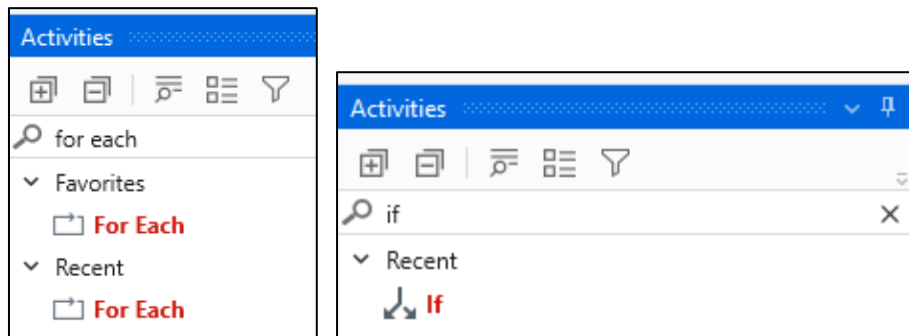 Activities
for each
Favorites
For Each
Recent
For Each
Activities
if
Recent
If